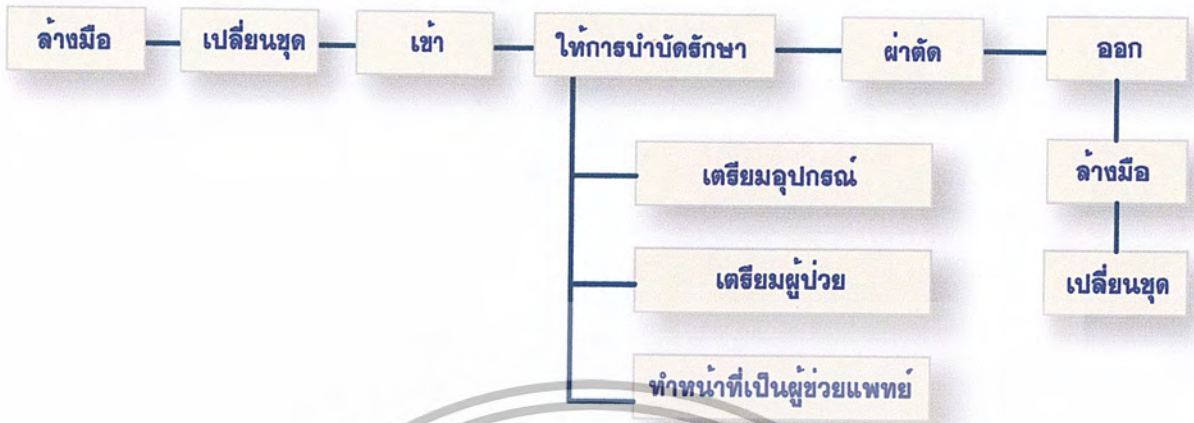 ล้างมือ
เปลี่ยนชุด
เข้า
ให้การบำบัดรักษา
ผ่าตัด
ออก
เตรียมอุปกรณ์
ล้างมือ
เตรียมผู้ป่วย
เปลี่ยนชุด
ทำหน้าที่เป็นผู้ช่วยแพทย์